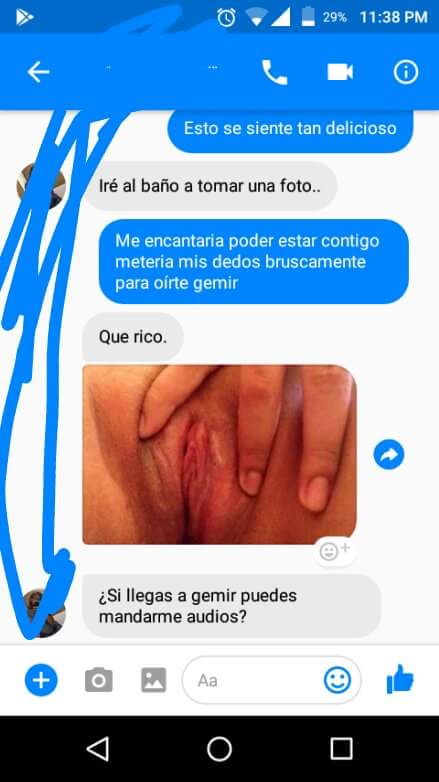 29% 11:38 PM
...
Esto se siente tan delicioso
Iré al baño a tomar una foto..
Me encantaria poder estar contigo
meteria mis dedos bruscamente
para oírte gemir
Que rico.
¿Si llegas a gemir puedes
mandarme audios?
Aa